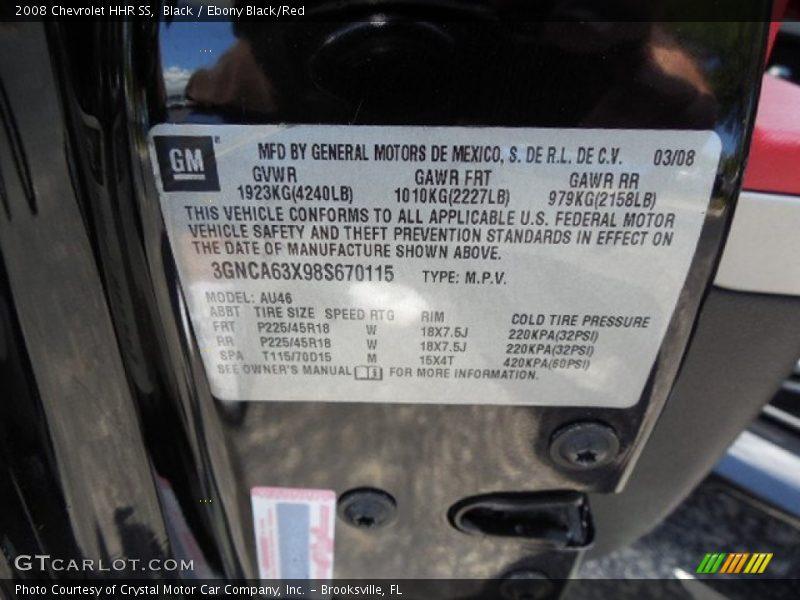 2008 Chevrolet HHR SS, Black / Ebony Black/Red
GM
MFD BY GENERAL MOTORS DE MEXICO, S. DE R.L. DE C.V. 03/08
GVWR GAWR FRT GAWR RR
1923KG(4240LB) 1010KG(2227LB) 979KG(2158LB)
THIS VEHICLE CONFORMS TO ALL APPLICABLE U.S. FEDERAL MOTOR
VEHICLE SAFETY AND THEFT PREVENTION STANDARDS IN EFFECT ON
THE DATE OF MANUFACTURE SHOWN ABOVE.
3GNCA63X98S670115 TYPE: M.P.V.
MODEL: AU46
ABBT TIRE SIZE SPEED RTG RIM COLD TIRE PRESSURE
FRT P225/45R18 W 18X7.5J 220KPA(32PSI)
RR P225/45R18 W 18X7.5J 220KPA(32PSI)
SPA T115/70D15 M 15X4T 420KPA(60PSI)
SEE OWNER'S MANUAL FOR MORE INFORMATION.
GTCARLOT.COM
Photo Courtesy of Crystal Motor Car Company, Inc. – Brooksville, FL